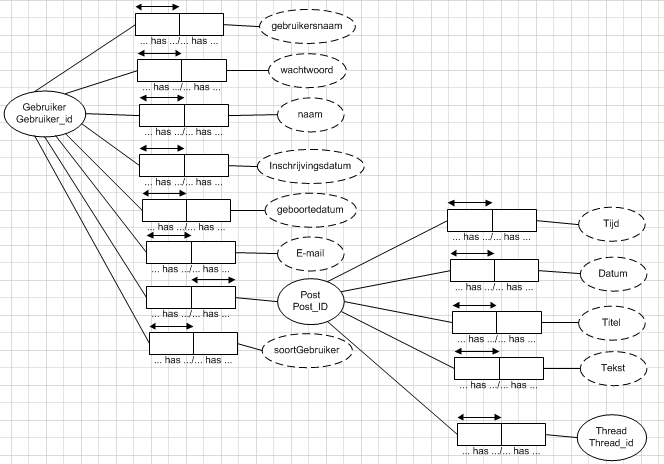 gebruikersnaam
... has .../... has ...
wachtwoord
... has .../... has ...
Gebruiker
Gebruiker_id
naam
... has .../... has ...
Inschrijvingsdatum
... has .../... has ...
geboortedatum
... has .../... has ...
E-mail
... has .../... has ...
Post
Post_ID
... has .../... has ...
soortGebruiker
... has .../... has ...
Tijd
... has .../... has ...
Datum
... has .../... has ...
Titel
... has .../... has ...
Tekst
... has .../... has ...
Thread
Thread_id
... has .../... has ...